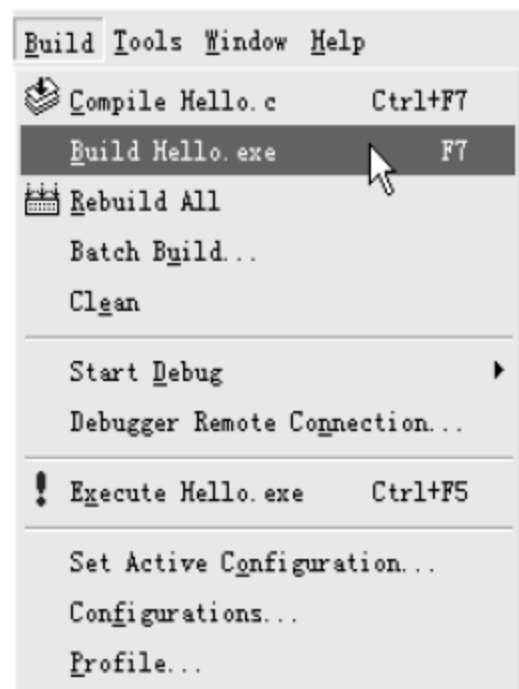 Build Tools Window Help
Compile Hello.c Ctrl+F7
Build Hello.exe F7
Rebuild All
Batch Build...
Clean
Start Debug
Debugger Remote Connection...
Execute Hello.exe Ctrl+F5
Set Active Configuration...
Configurations...
Profile...